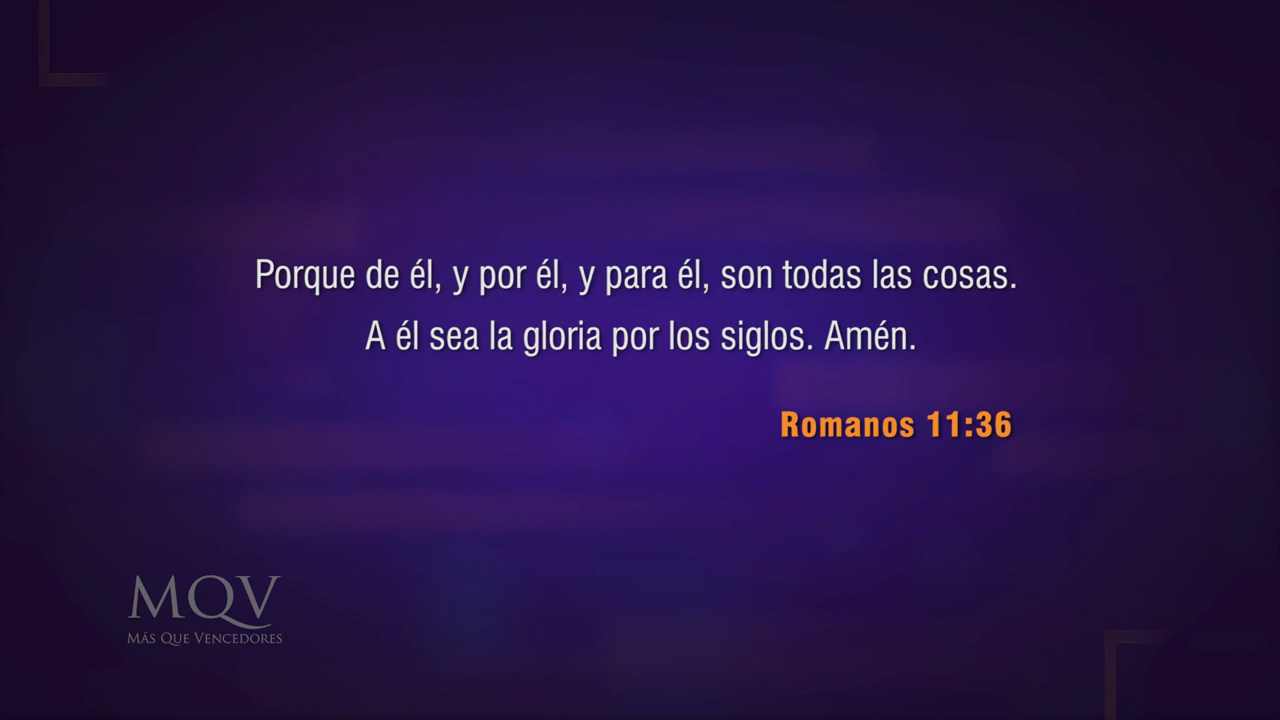 Porque de él, y por él, y para él, son todas las cosas.
A él sea la gloria por los siglos. Amén.
Romanos 11:36
MQV
MÁS QUE VENCEDORES